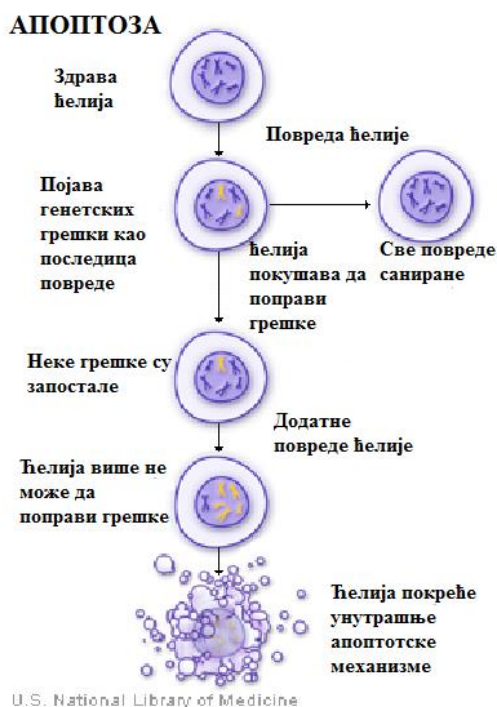 АПОПТОЗА
Здрава
ћелија
Повреда ћелије
Појава
генетских
грешки као
последица
повреде
ћелија
покушава да
поправи
грешке
Све повреде
саниране
Неке грешке су
запостале
Додатне
повреде ћелије
Ћелија више не
може да
поправи грешке
Ћелија покреће
унутрашње
апоптотске
механизме
U.S. National Library of Medicine